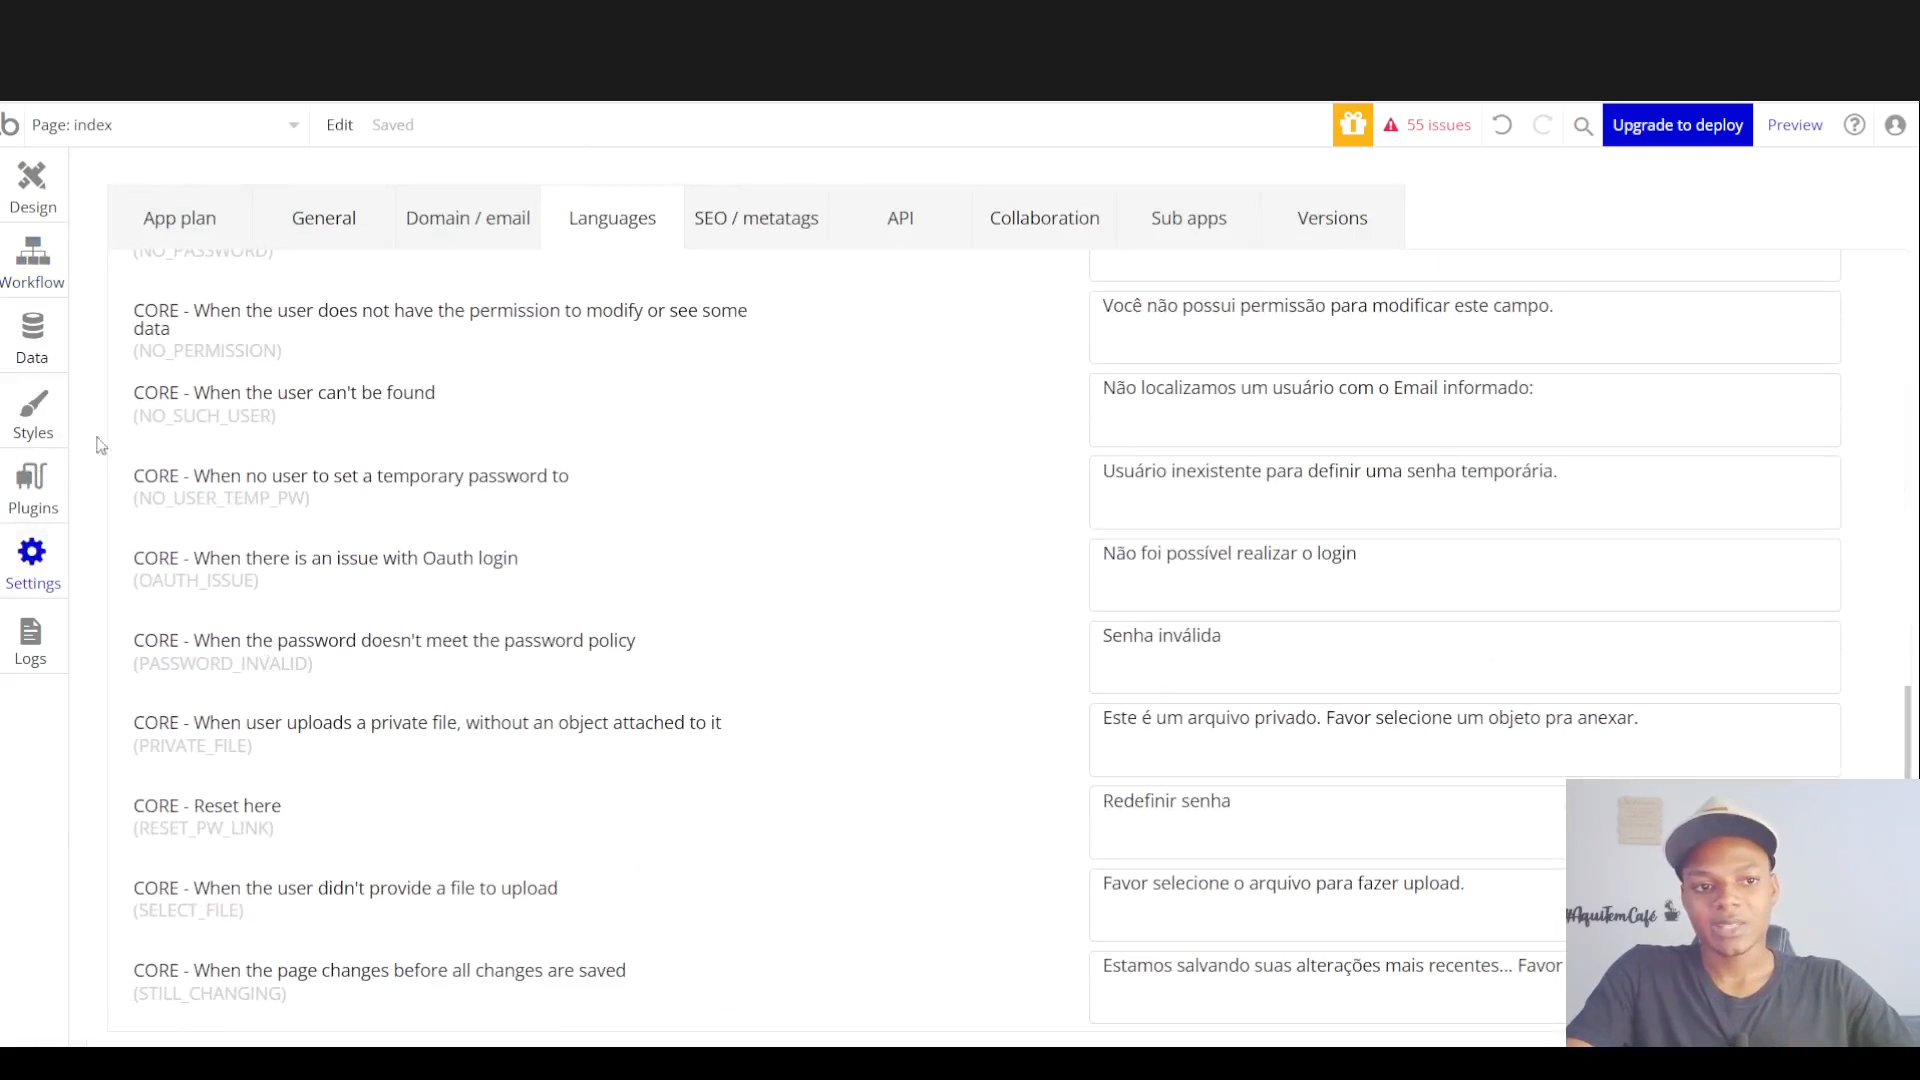 Page: index
Edit
Saved
55 issues
Upgrade to deploy
Preview
Design
Workflow
Data
Styles
Plugins
Settings
Logs
App plan
General
Domain / email
Languages
SEO / metatags
API
Collaboration
Sub apps
Versions
(NO_PASSWORD)
CORE - When the user does not have the permission to modify or see some
data
(NO_PERMISSION)
Você não possui permissão para modificar este campo.
CORE - When the user can't be found
(NO_SUCH_USER)
Não localizamos um usuário com o Email informado:
CORE - When no user to set a temporary password to
(NO_USER_TEMP_PW)
Usuário inexistente para definir uma senha temporária.
CORE - When there is an issue with Oauth login
(OAUTH_ISSUE)
Não foi possível realizar o login
CORE - When the password doesn't meet the password policy
(PASSWORD_INVALID)
Senha inválida
CORE - When user uploads a private file, without an object attached to it
(PRIVATE_FILE)
Este é um arquivo privado. Favor selecione um objeto pra anexar.
CORE - Reset here
(RESET_PW_LINK)
Redefinir senha
CORE - When the user didn't provide a file to upload
(SELECT_FILE)
Favor selecione o arquivo para fazer upload.
CORE - When the page changes before all changes are saved
(STILL_CHANGING)
Estamos salvando suas alterações mais recentes... Favor
#AquiTemCafé